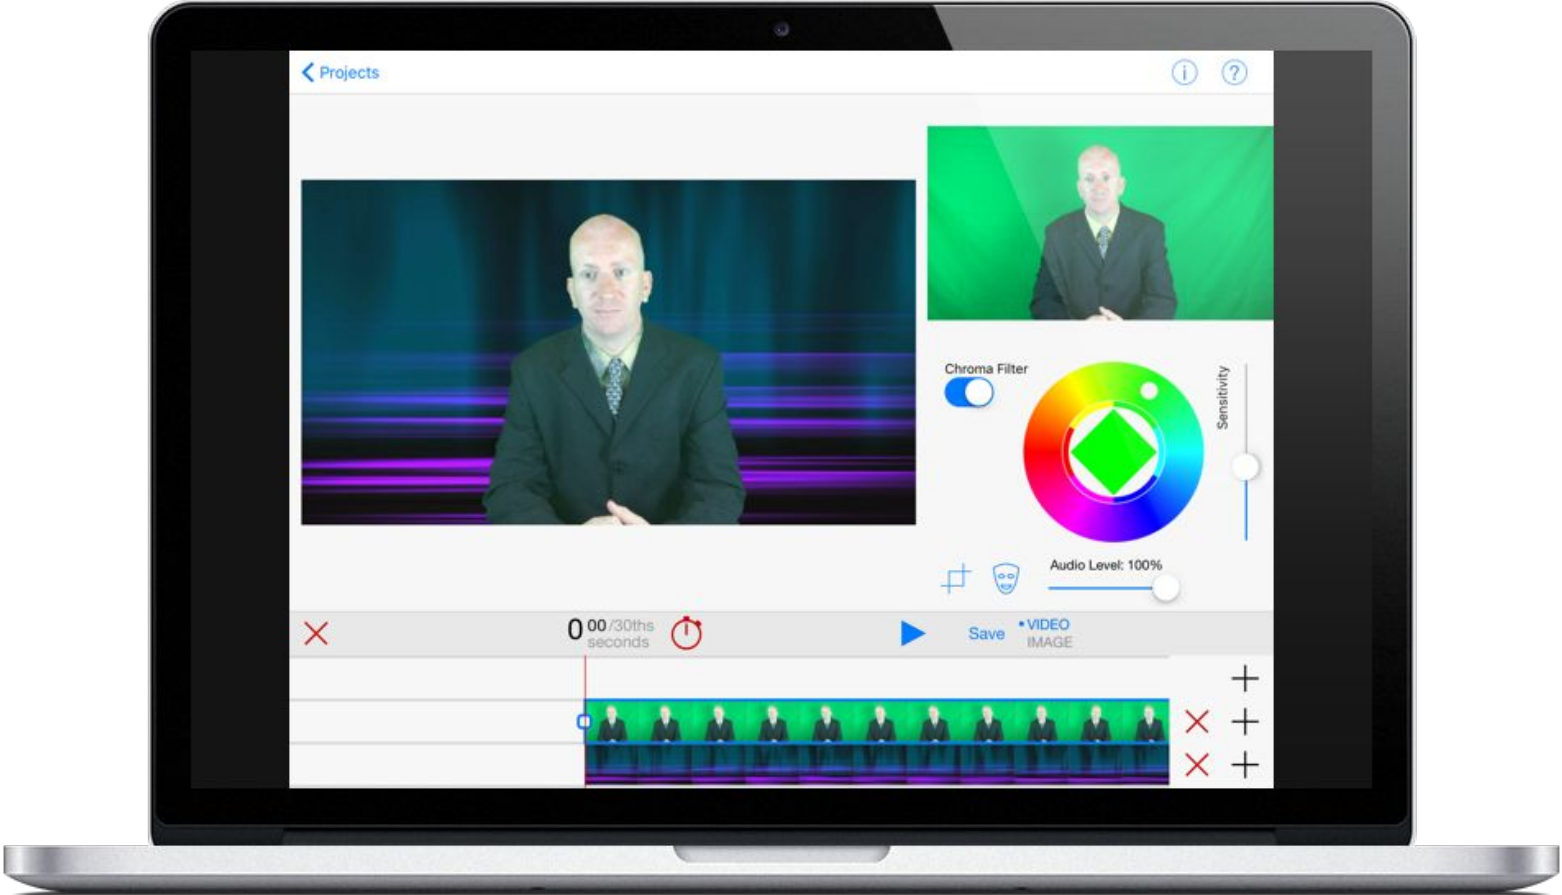 Projects
i ?
Chroma Filter
Sensitivity
Audio Level: 100%
0 00 /30ths
seconds
Save • VIDEO
IMAGE